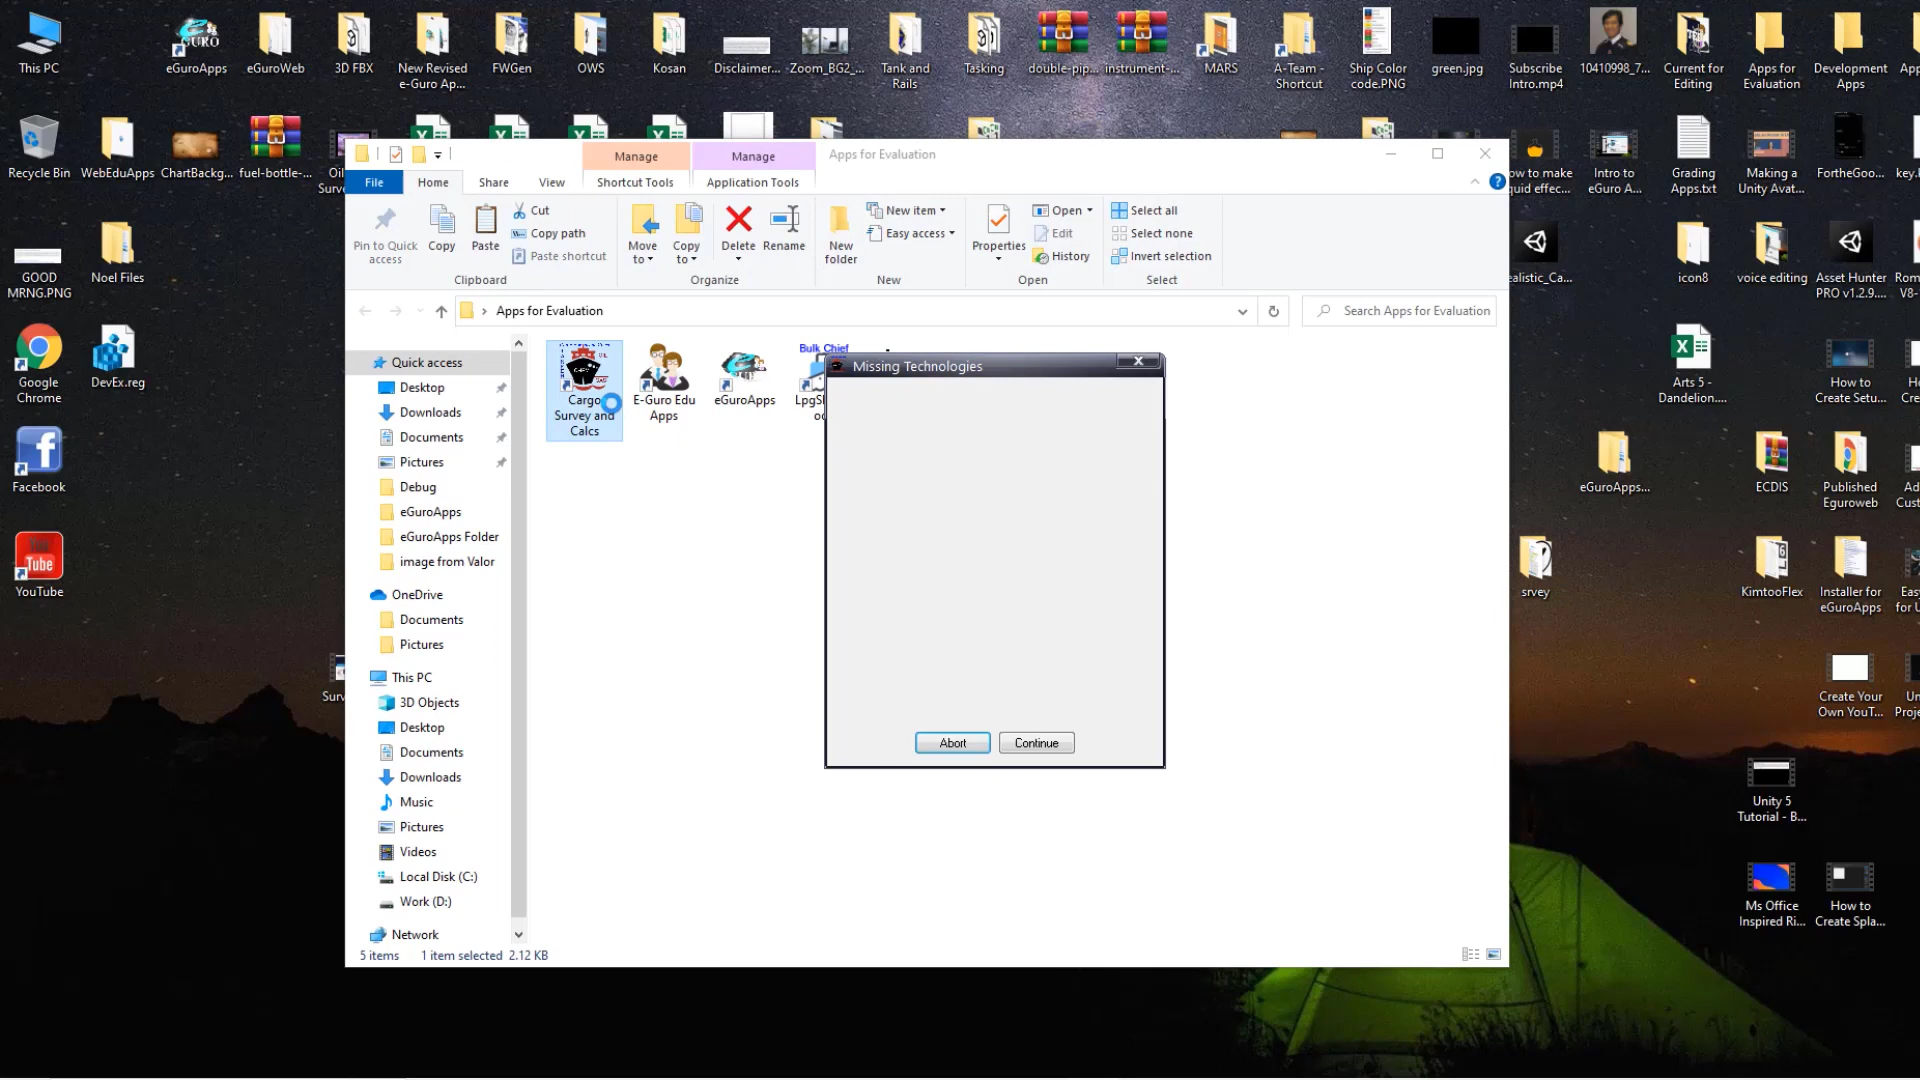 This PC
eGuroApps
eGuroWeb
3D FBX
New Revised
e-Guro Ap...
FWGen
OWS
Kosan
Disclaimer...
Zoom_BG2_...
Tank and
Rails
Tasking
double-pip...
instrument-...
MARS
A-Team -
Shortcut
Ship Color
code.PNG
green.jpg
Subscribe
Intro.mp4
10410998_7...
Current for
Editing
Apps for
Evaluation
Development
Apps
Recycle Bin
WebEduApps
ChartBackg...
fuel-bottle-...
Intro to
eGuro A...
Grading
Apps.txt
Making a
Unity Avat...
FortheGoo...
GOOD
MRNG.PNG
Noel Files
icon8
voice editing
Asset Hunter
PRO v1.2.9....
Google
Chrome
DevEx.reg
Arts 5 -
Dandelion....
How to
Create Setu...
Facebook
eGuroApps...
ECDIS
Published
Eguroweb
YouTube
srvey
KimtooFlex
Installer for
eGuroApps
Create Your
Own YouT...
Unity 5
Tutorial - B...
Ms Office
Inspired Ri...
How to
Create Spla...
Manage
Manage
Apps for Evaluation
File
Home
Share
View
Shortcut Tools
Application Tools
Pin to Quick
access
Copy
Paste
Cut
Copy path
Paste shortcut
Clipboard
Move
to
Copy
to
Delete
Rename
Organize
New
folder
New item
Easy access
New
Properties
Open
Edit
History
Open
Select all
Select none
Invert selection
Select
Apps for Evaluation
Search Apps for Evaluation
Quick access
Desktop
Downloads
Documents
Pictures
Debug
eGuroApps
eGuroApps Folder
image from Valor
OneDrive
Documents
Pictures
This PC
3D Objects
Desktop
Documents
Downloads
Music
Pictures
Videos
Local Disk (C:)
Work (D:)
Network
Cargo
Survey and
Calcs
E-Guro Edu
Apps
eGuroApps
Bulk Chief
Missing Technologies
X
Abort
Continue
5 items
1 item selected
2.12 KB